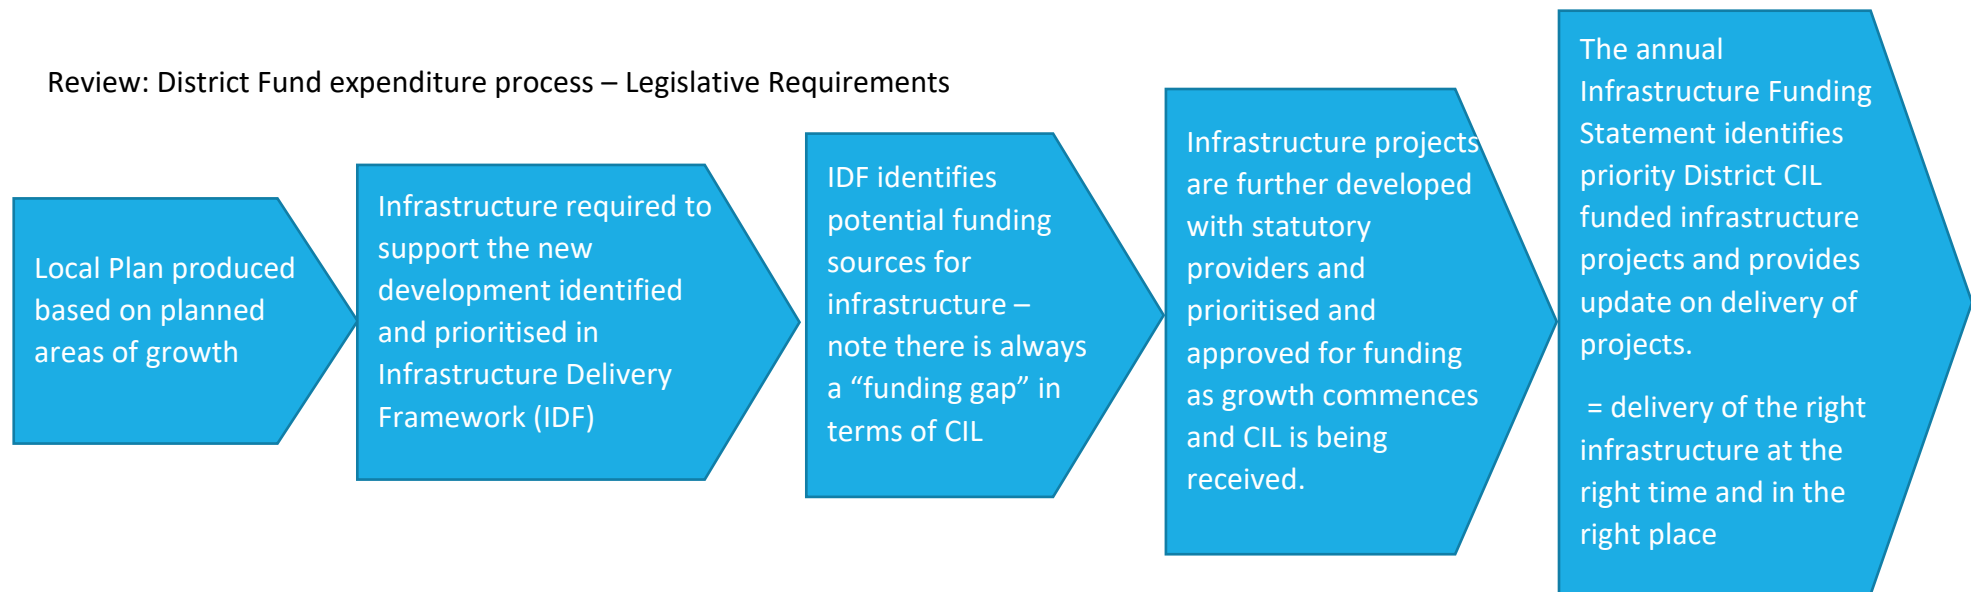 Review: District Fund expenditure process – Legislative Requirements
Local Plan produced
based on planned
areas of growth
Infrastructure required to
support the new
development identified
and prioritised in
Infrastructure Delivery
Framework (IDF)
IDF identifies
potential funding
sources for
infrastructure –
note there is always
a “funding gap” in
terms of CIL
Infrastructure projects
are further developed
with statutory
providers and
prioritised and
approved for funding
as growth commences
and CIL is being
received.
The annual
Infrastructure Funding
Statement identifies
priority District CIL
funded infrastructure
projects and provides
update on delivery of
projects.
= delivery of the right
infrastructure at the
right time and in the
right place